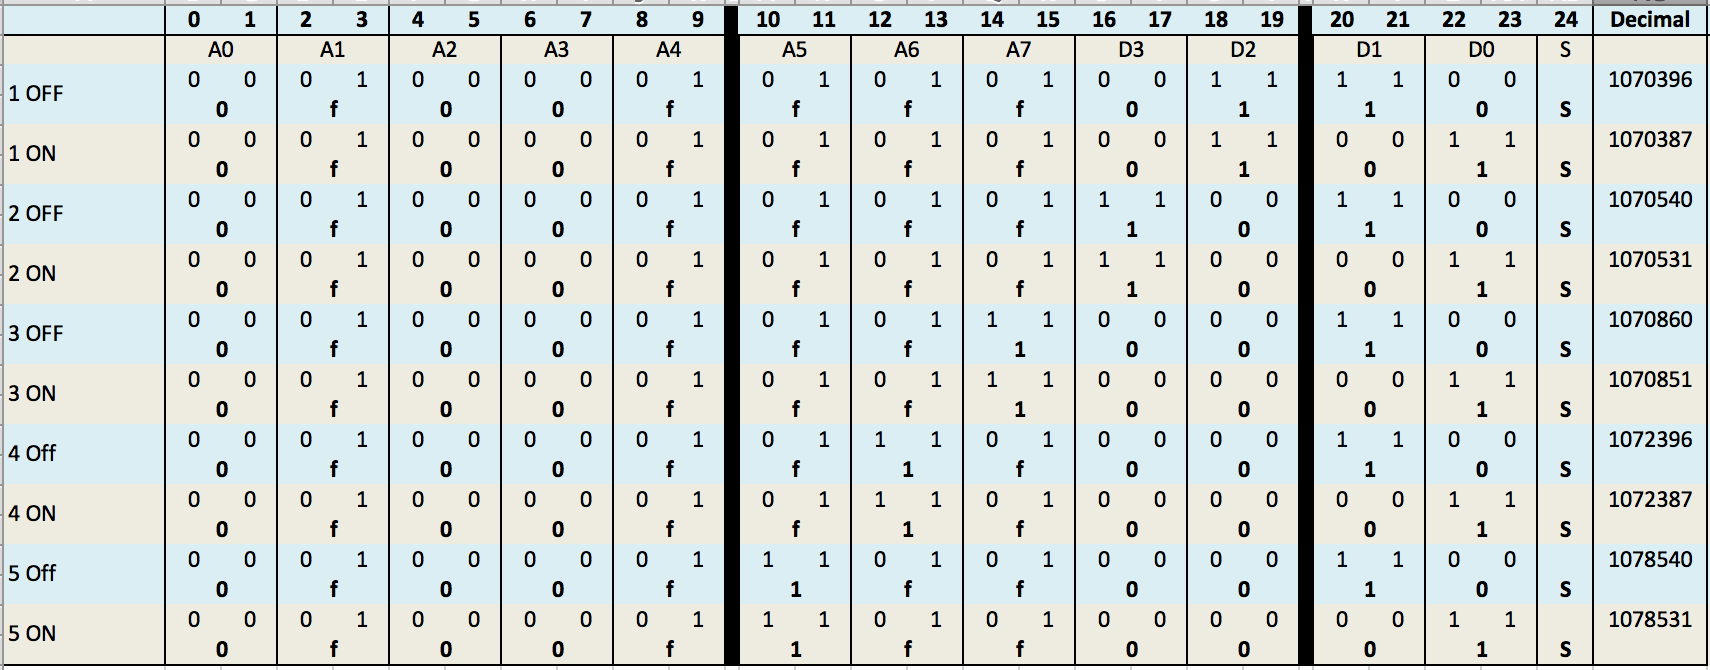 0 1 2 3 4 5 6 7 8 9 10 11 12 13 14 15 16 17 18 19 20 21 22 23 24 Decimal
A0 A1 A2 A3 A4 A5 A6 A7 D3 D2 D1 D0 S
0 0 0 1 0 0 0 0 0 1 0 1 0 1 0 1 0 0 1 1 1 1 0 0 1070396
1 OFF
0 f 0 0 f f f f 0 1 1 0 S
0 0 0 1 0 0 0 0 0 1 0 1 0 1 0 1 0 0 1 1 0 0 1 1 1070387
1 ON
0 f 0 0 f f f f 0 1 0 1 S
0 0 0 1 0 0 0 0 0 1 0 1 0 1 0 1 1 1 0 0 1 1 0 0 1070540
2 OFF
0 f 0 0 f f f f 1 0 1 0 S
0 0 0 1 0 0 0 0 0 1 0 1 0 1 0 1 1 1 0 0 0 0 1 1 1070531
2 ON
0 f 0 0 f f f f 1 0 0 1 S
0 0 0 1 0 0 0 0 0 1 0 1 0 1 1 1 0 0 0 0 1 1 0 0 1070860
3 OFF
0 f 0 0 f f f 1 0 0 1 0 S
0 0 0 1 0 0 0 0 0 1 0 1 0 1 1 1 0 0 0 0 0 0 1 1 1070851
3 ON
0 f 0 0 f f f 1 0 0 0 1 S
0 0 0 1 0 0 0 0 0 1 0 1 1 1 0 1 0 0 0 0 1 1 0 0 1072396
4 Off
0 f 0 0 f f 1 f 0 0 1 0 S
0 0 0 1 0 0 0 0 0 1 0 1 1 1 0 1 0 0 0 0 0 0 1 1 1072387
4 ON
0 f 0 0 f f 1 f 0 0 0 1 S
0 0 0 1 0 0 0 0 0 1 1 1 0 1 0 1 0 0 0 0 1 1 0 0 1078540
5 Off
0 f 0 0 f 1 f f 0 0 1 0 S
0 0 0 1 0 0 0 0 0 1 1 1 0 1 0 1 0 0 0 0 0 0 1 1 1078531
5 ON
0 f 0 0 f 1 f f 0 0 0 1 S